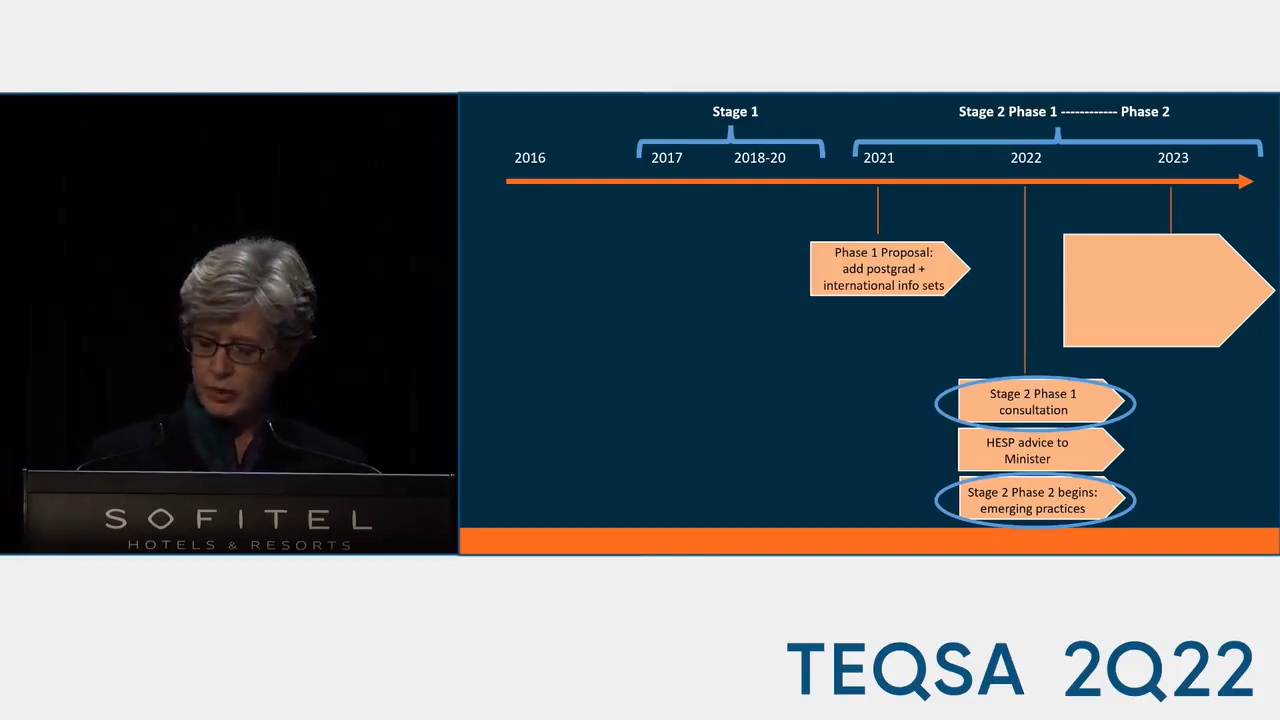 Stage 1
Stage 2 Phase 1 ------------ Phase 2
2016
2017
2018-20
2021
2022
2023
Phase 1 Proposal:
add postgrad +
international info sets
Stage 2 Phase 1
consultation
HESP advice to
Minister
Stage 2 Phase 2 begins:
emerging practices
SOFITEL
HOTELS & RESORTS
TEQSA 2Q22